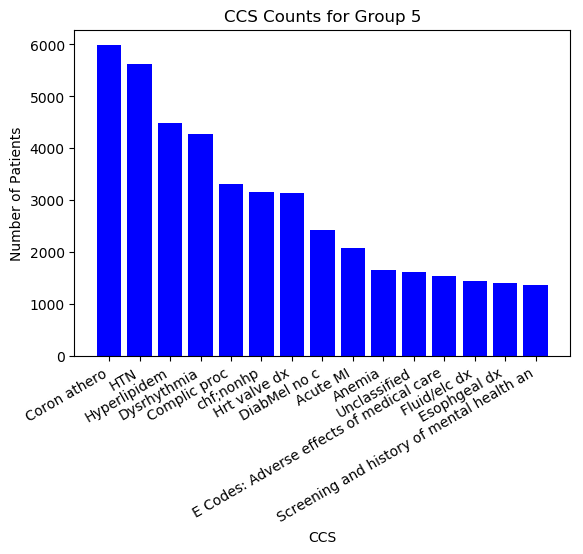 CCS Counts for Group 5
Number of Patients
6000
5000
4000
3000
2000
1000
0
Coron athero
HTN
Hyperlipidem
Dysrhythmia
Complic proc
chf;nonhp
Hrt valve dx
DiabMel no c
Acute MI
Anemia
Unclassified
E Codes: Adverse effects of medical care
Fluid/elc dx
Esophgeal dx
Screening and history of mental health an
CCS